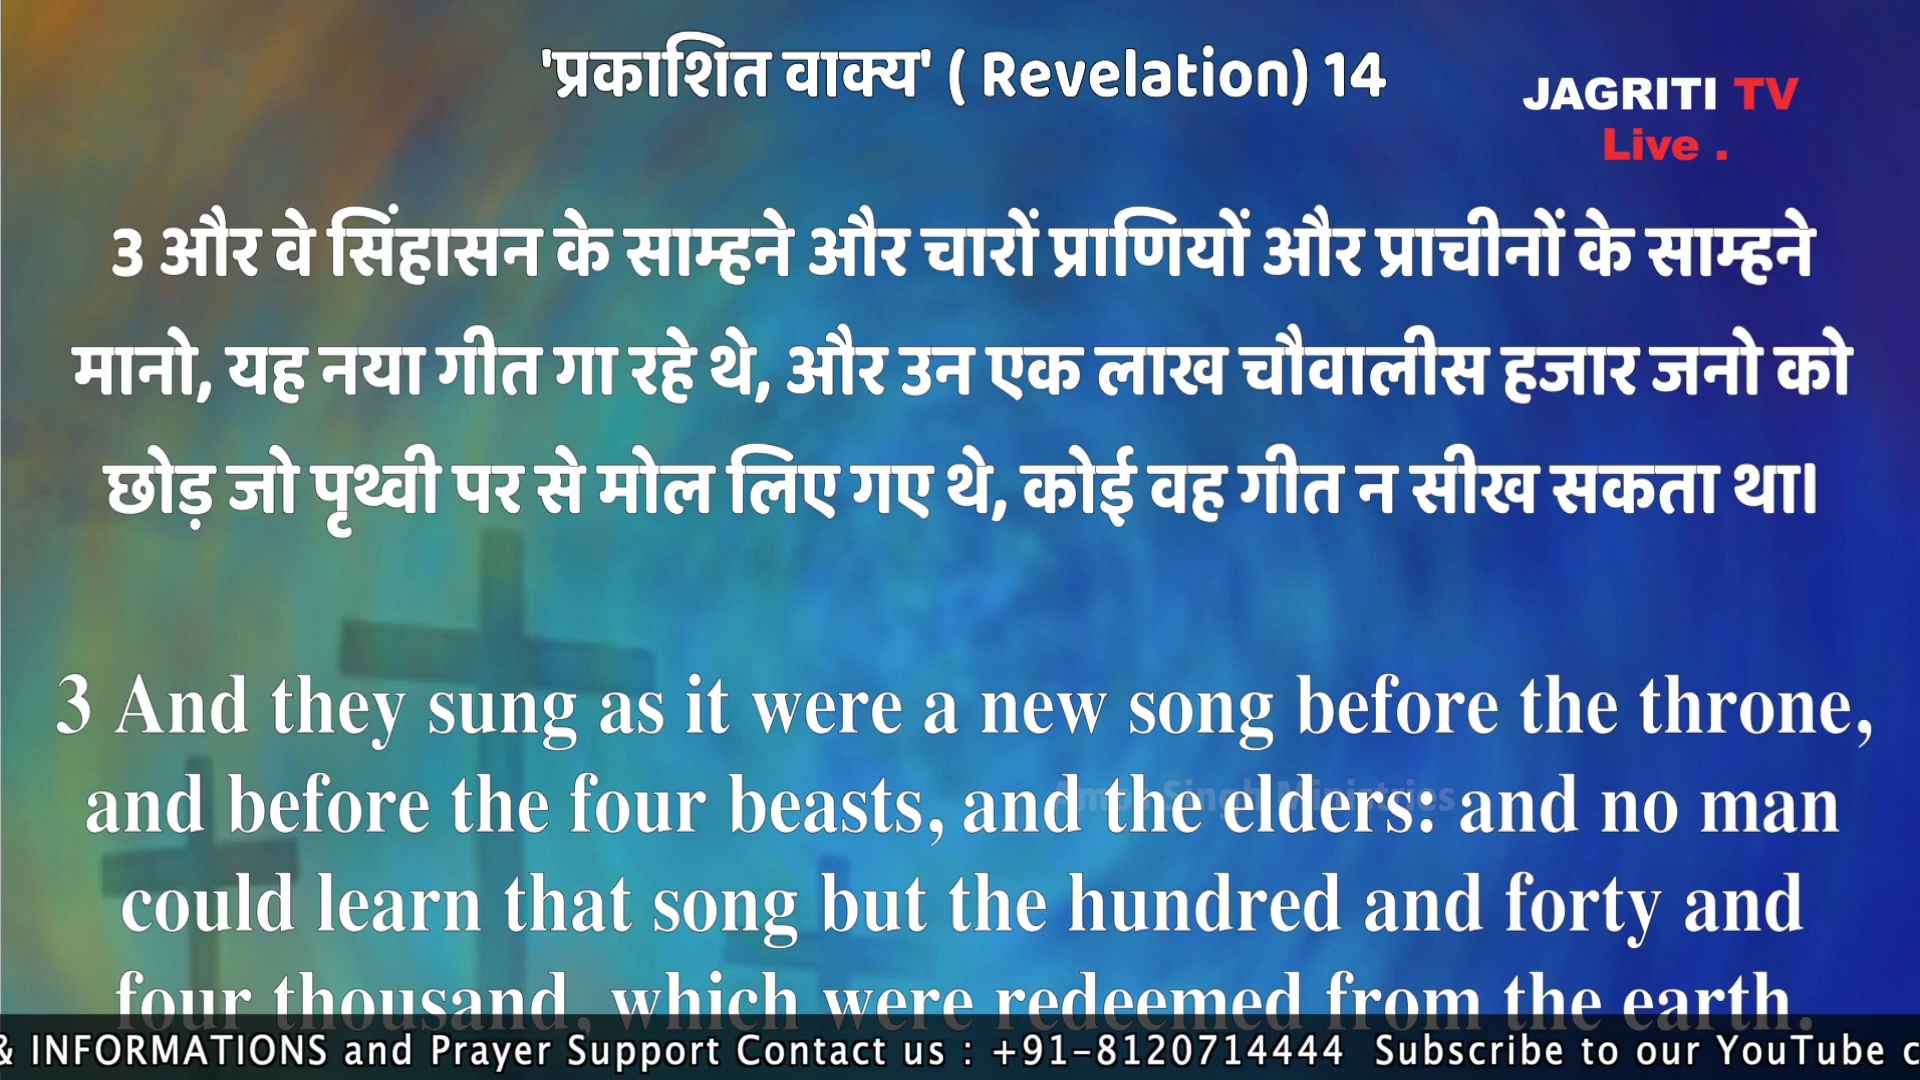 'प्रकाशित वाक्य' ( Revelation) 14
JAGRITI TV
Live .
3 और वे सिंहासन के साम्हने और चारों प्राणियों और प्राचीनों के साम्हने
मानो, यह नया गीत गा रहे थे, और उन एक लाख चौवालीस हजार जनो को
छोड़ जो पृथ्वी पर से मोल लिए गए थे, कोई वह गीत न सीख सकता था।
3 And they sung as it were a new song before the throne,
and before the four beasts, and the elders: and no man
could learn that song but the hundred and forty and
four thousand, which were redeemed from the earth.
& INFORMATIONS and Prayer Support Contact us : +91-8120714444 Subscribe to our YouTube c